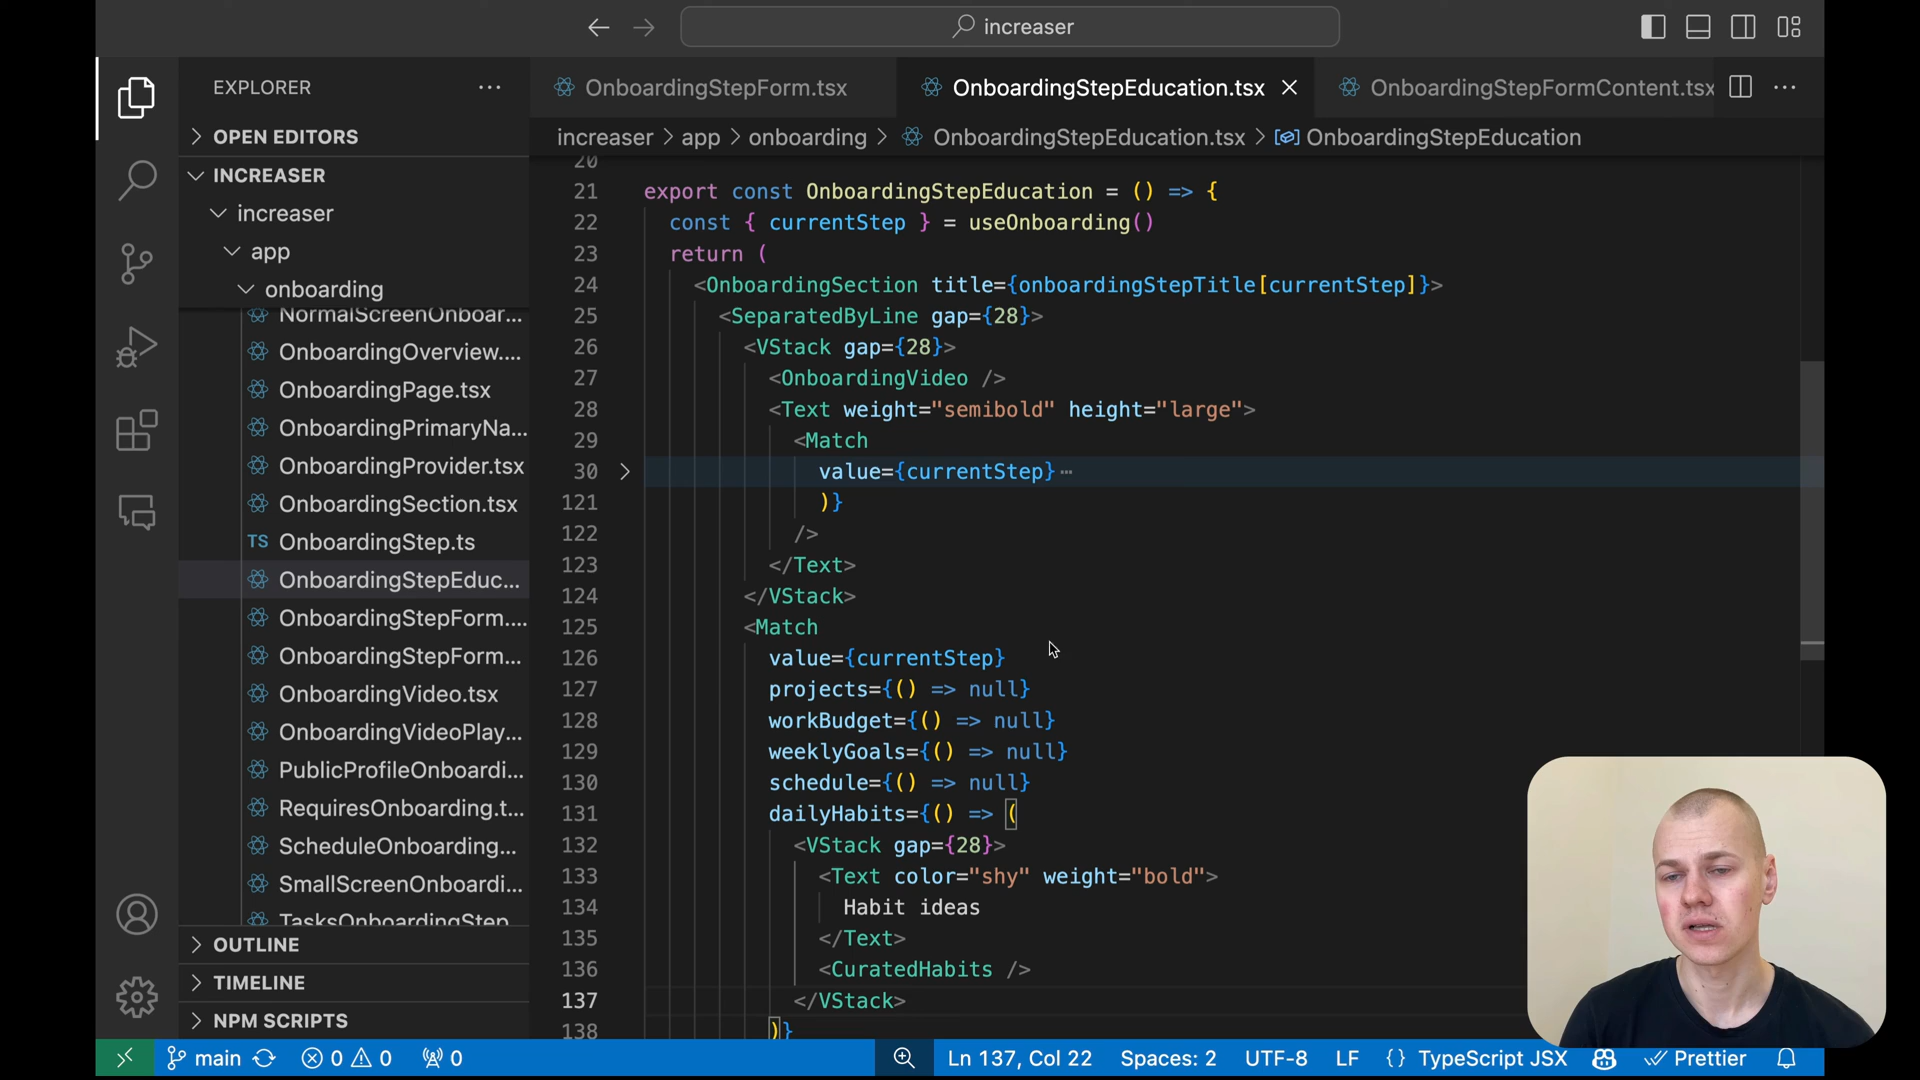 increaser
EXPLORER
OnboardingStepForm.tsx
OnboardingStepEducation.tsx
OnboardingStepFormContent.tsx
OPEN EDITORS
increaser > app > onboarding > OnboardingStepEducation.tsx > OnboardingStepEducation
INCREASER
increaser
app
onboarding
NormalScreenOnboar...
OnboardingOverview....
OnboardingPage.tsx
OnboardingPrimaryNa...
OnboardingProvider.tsx
OnboardingSection.tsx
TS OnboardingStep.ts
OnboardingStepEduc...
OnboardingStepForm....
OnboardingStepForm...
OnboardingVideo.tsx
OnboardingVideoPlay...
PublicProfileOnboardi...
RequiresOnboarding.t...
ScheduleOnboarding...
SmallScreenOnboardi...
TasksOnboardingStep
OUTLINE
TIMELINE
NPM SCRIPTS
20
21 export const OnboardingStepEducation = () => {
22 const { currentStep } = useOnboarding()
23 return (
24 <OnboardingSection title={onboardingStepTitle[currentStep]}>
25 <SeparatedByLine gap={28}>
26 <VStack gap={28}>
27 <OnboardingVideo />
28 <Text weight="semibold" height="large">
29 <Match
30 value={currentStep} ...
121 )}
122 />
123 </Text>
124 </VStack>
125 <Match
126 value={currentStep}
127 projects={() => null}
128 workBudget={() => null}
129 weeklyGoals={() => null}
130 schedule={() => null}
131 dailyHabits={() => (
132 <VStack gap={28}>
133 <Text color="shy" weight="bold">
134 Habit ideas
135 </Text>
136 <CuratedHabits />
137 </VStack>
138 )}
main 0 0 0 Ln 137, Col 22 Spaces: 2 UTF-8 LF {} TypeScript JSX Prettier